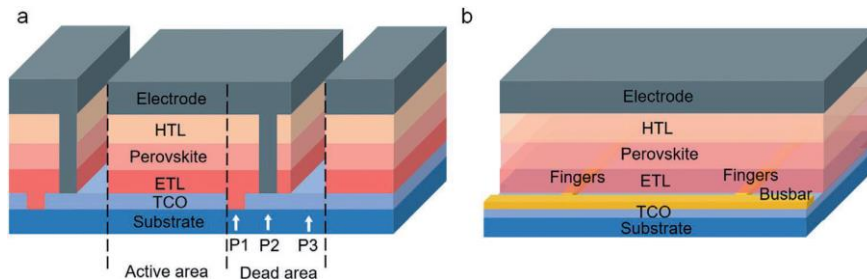 a
Electrode
HTL
Perovskite
ETL
TCO
Substrate
P1 P2 P3
Active area Dead area
b
Electrode
HTL
Perovskite
Fingers ETL Fingers
Busbar
TCO
Substrate